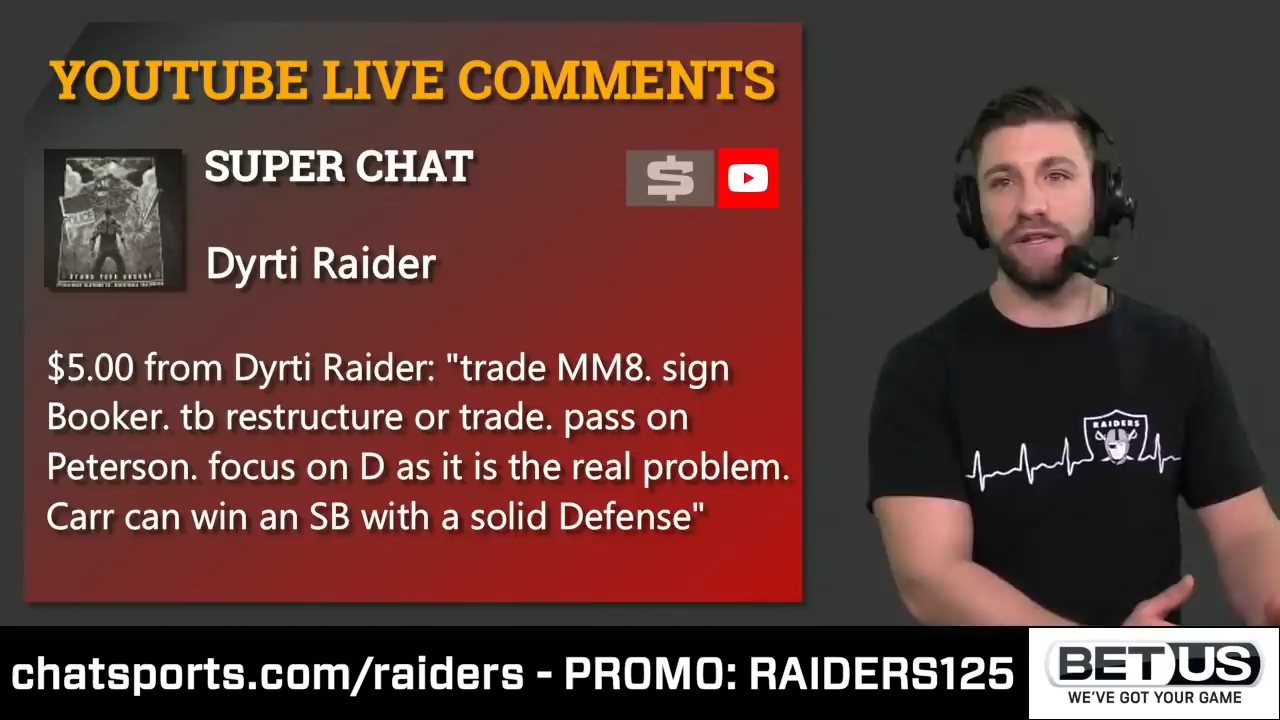 YOUTUBE LIVE COMMENTS
SUPER CHAT
Dyrti Raider
$5.00 from Dyrti Raider: "trade MM8. sign
Booker. tb restructure or trade. pass on
Peterson. focus on D as it is the real problem.
Carr can win an SB with a solid Defense"
RAIDERS
chatsports.com/raiders - PROMO: RAIDERS125
BETUS
WE'VE GOT YOUR GAME